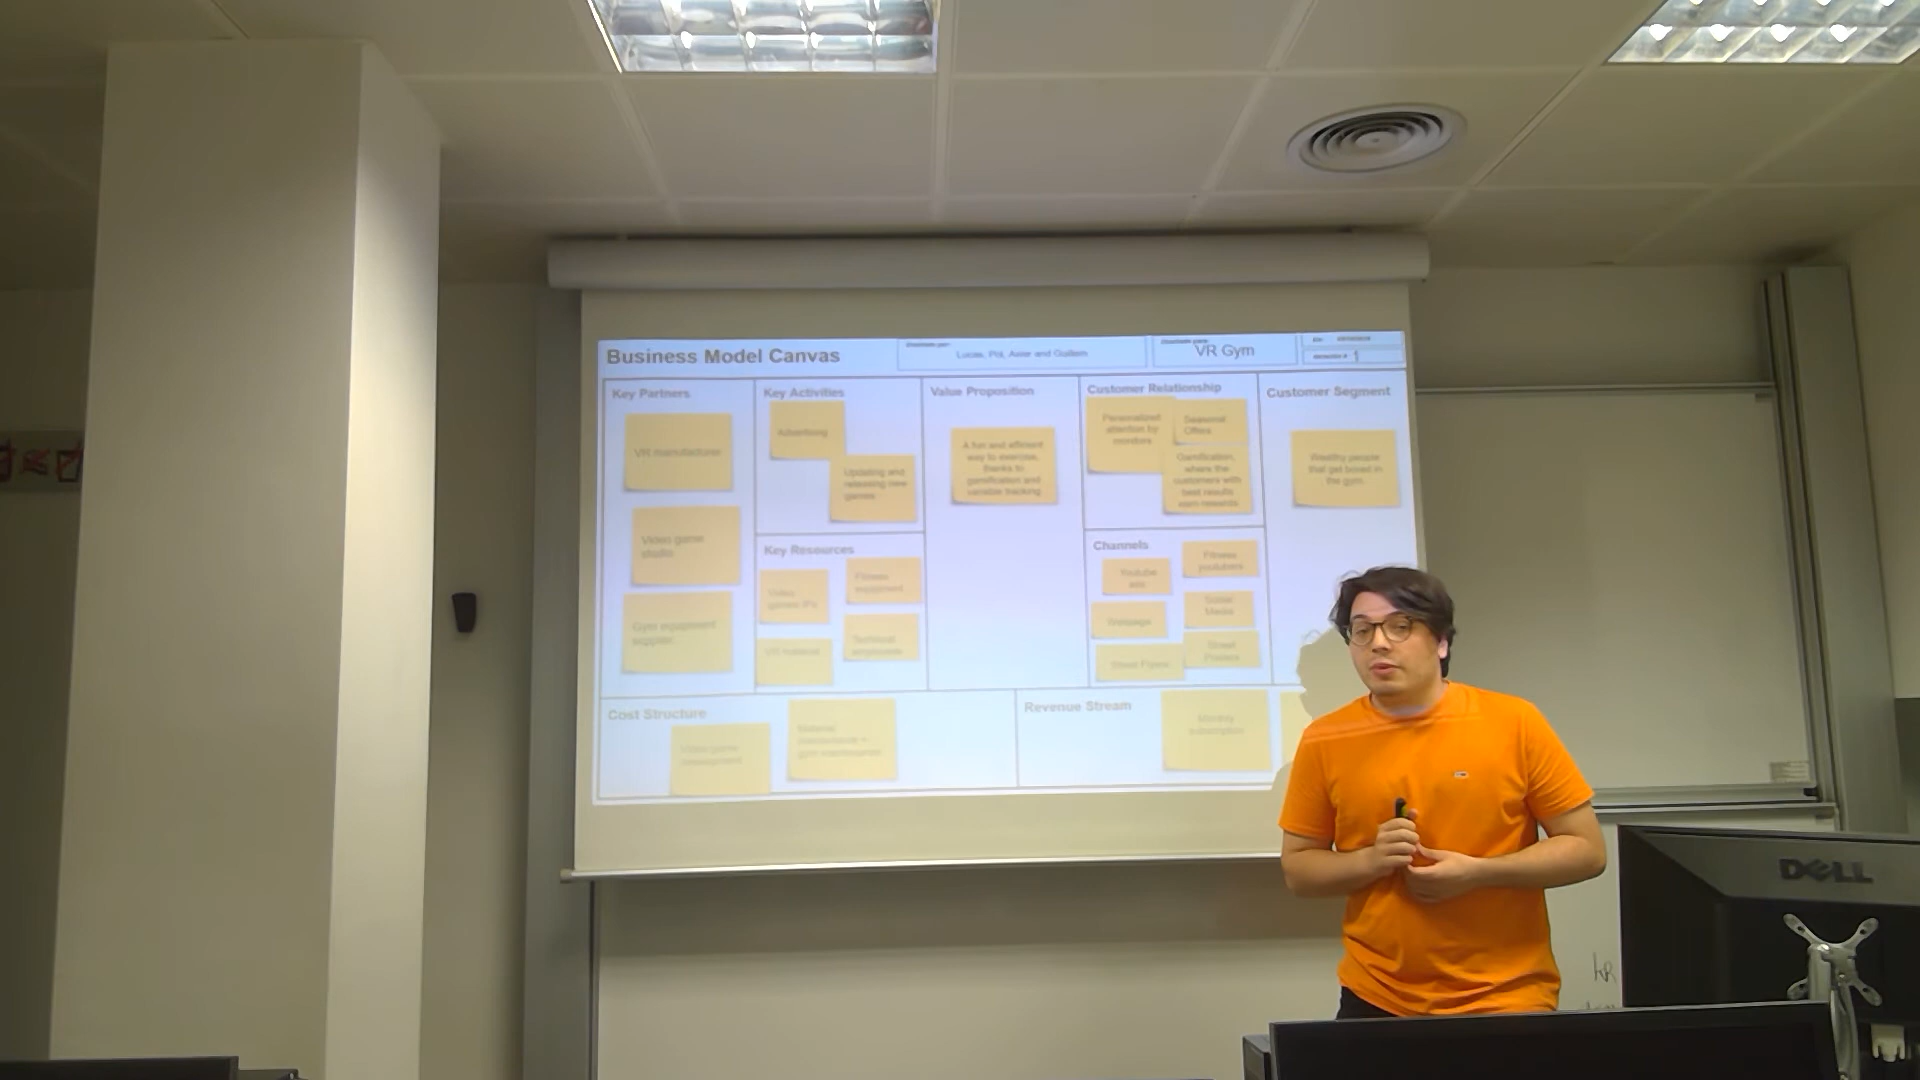 Business Model Canvas
Lucas, Pol, Asier and Guillem
VR Gym
1
Key Partners
VR manufacturer
Video game
studio
Gym equipment
supplier
Key Activities
Advertising
Updating and
releasing new
games
Key Resources
Video
games IPs
Fitness
equipment
VR material
Technical
employees
Value Proposition
A fun and efficient
way to exercise,
thanks to
gamification and
variable tracking
Customer Relationship
Personalized
attention by
monitors
Seasonal
Offers
Gamification,
where the
customers with
best results
earn rewards
Channels
Youtube
ads
Fitness
youtubers
Webpage
Social
Media
Street Flyers
Street
Posters
Customer Segment
Wealthy people
that get bored in
the gym.
Cost Structure
Video game
development
Material
maintenance +
gym maintenance
Revenue Stream
Monthly
subscription
DELL